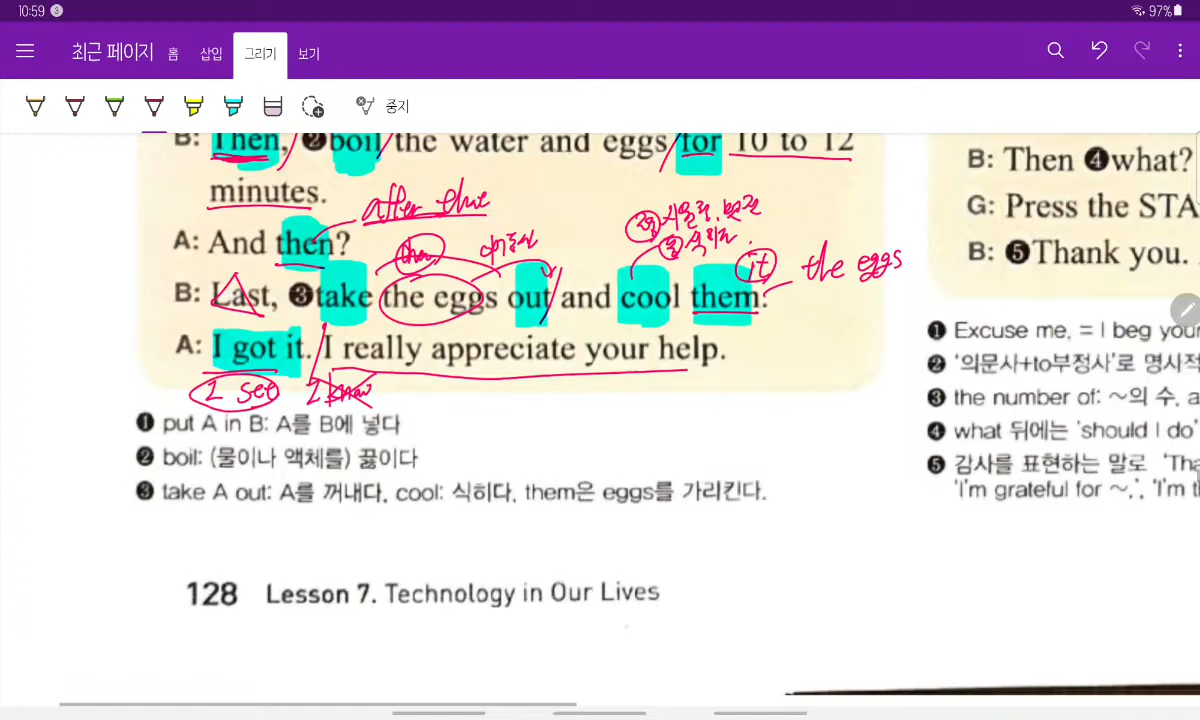 10:59 3 97%
최근 페이지 홈 삽입 그리기 보기
중지
B: Then, ❷boil the water and eggs for 10 to 12
minutes.
after that
A: And then?
them
it the eggs
B: Last, ❸take the eggs out and cool them.
A: I got it. I really appreciate your help.
I see I know
❶ put A in B: A를 B에 넣다
❷ boil: (물이나 액체를) 끓이다
❸ take A out: A를 꺼내다, cool: 식히다, them은 eggs를 가리킨다.
128 Lesson 7. Technology in Our Lives
B: Then ❹what?
G: Press the STA
B: ❺Thank you.
❶ Excuse me, = I beg your
❷ '의문사+to부정사'로 명사적
❸ the number of: ~의 수, a
❹ what 뒤에는 'should I do'
❺ 감사를 표현하는 말로 'Tha
'I'm grateful for ~', 'I'm th